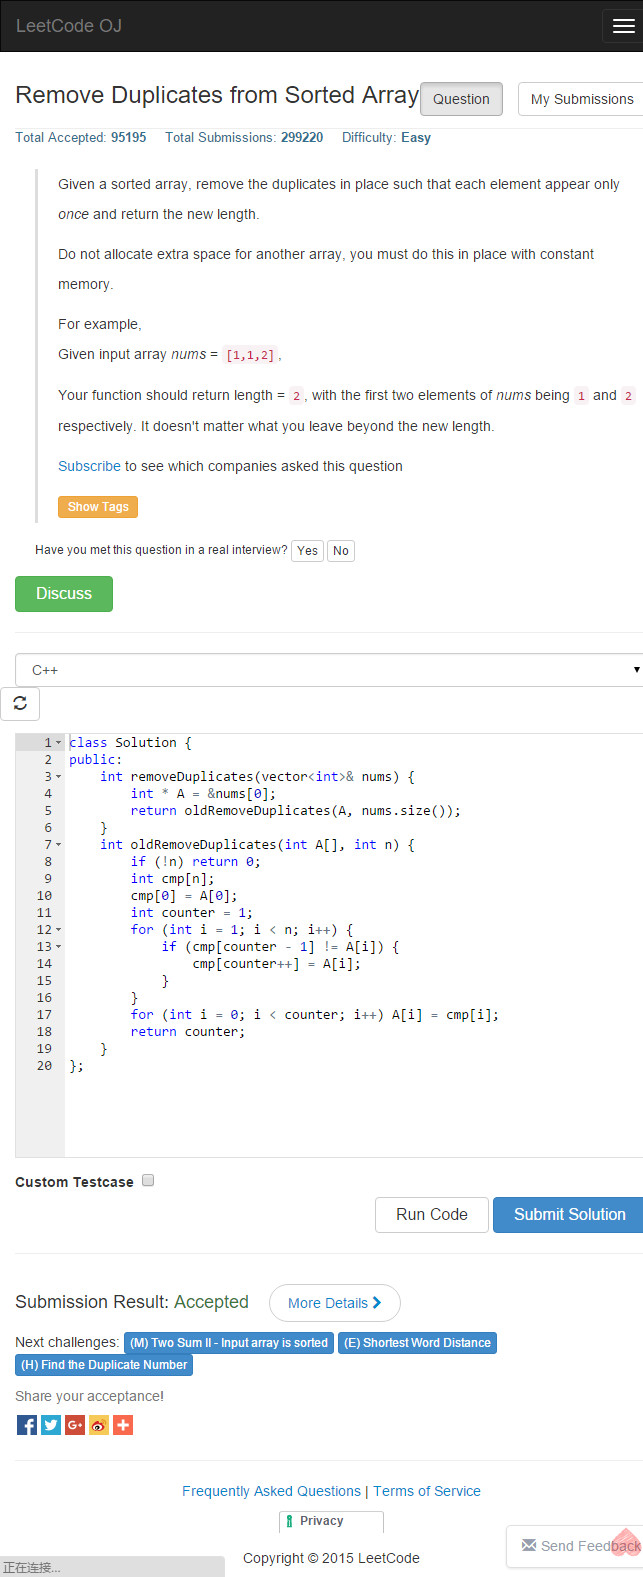 LeetCode OJ
Remove Duplicates from Sorted Array
Question
My Submissions
Total Accepted: 95195 Total Submissions: 299220 Difficulty: Easy
Given a sorted array, remove the duplicates in place such that each element appear only
once and return the new length.
Do not allocate extra space for another array, you must do this in place with constant
memory.
For example,
Given input array nums = [1,1,2],
Your function should return length = 2, with the first two elements of nums being 1 and 2
respectively. It doesn't matter what you leave beyond the new length.
Subscribe to see which companies asked this question
Show Tags
Have you met this question in a real interview? Yes No
Discuss
C++
1 class Solution {
2 public:
3     int removeDuplicates(vector<int>& nums) {
4         int * A = &nums[0];
5         return oldRemoveDuplicates(A, nums.size());
6     }
7     int oldRemoveDuplicates(int A[], int n) {
8         if (!n) return 0;
9         int cmp[n];
10         cmp[0] = A[0];
11         int counter = 1;
12         for (int i = 1; i < n; i++) {
13             if (cmp[counter - 1] != A[i]) {
14                 cmp[counter++] = A[i];
15             }
16         }
17         for (int i = 0; i < counter; i++) A[i] = cmp[i];
18         return counter;
19     }
20 };
Custom Testcase
Run Code
Submit Solution
Submission Result: Accepted More Details
Next challenges: (M) Two Sum II - Input array is sorted (E) Shortest Word Distance
(H) Find the Duplicate Number
Share your acceptance!
Frequently Asked Questions | Terms of Service
Privacy
Send Feedback
Copyright © 2015 LeetCode
正在连接...